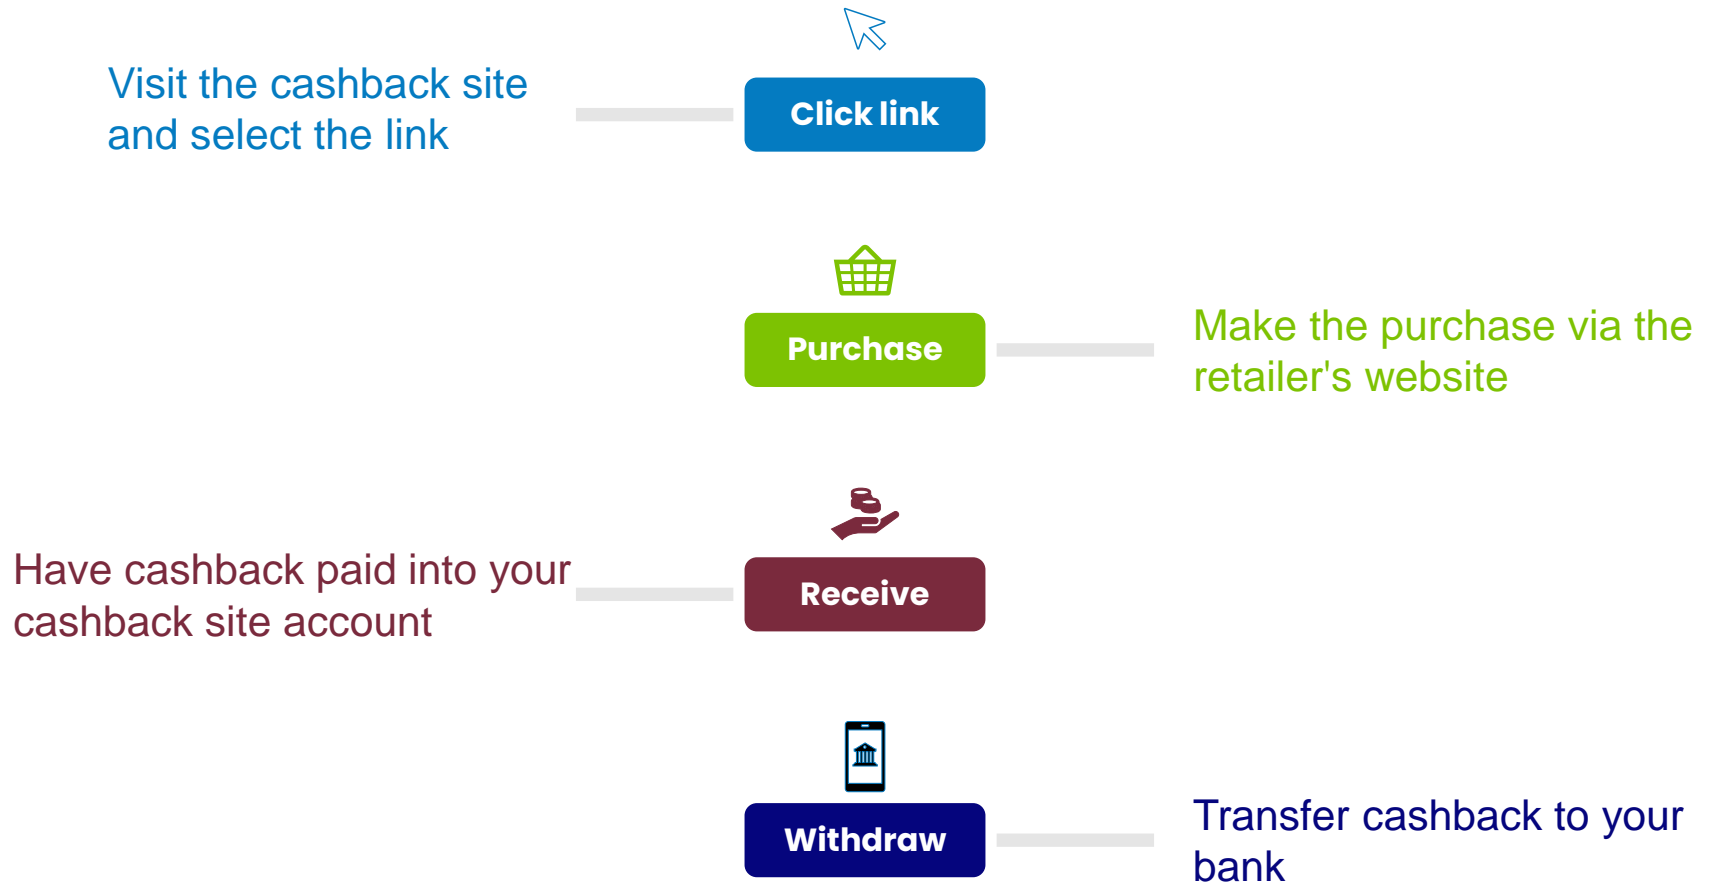 Visit the cashback site
and select the link
Click link
Purchase
Make the purchase via the
retailer's website
Have cashback paid into your
cashback site account
Receive
Withdraw
Transfer cashback to your
bank